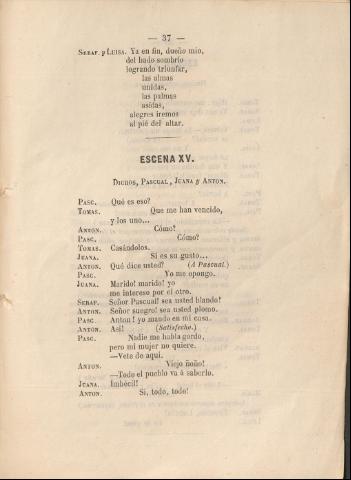 — 37 —
SERAF. y LUISA. Ya en fin, dueño mio,
del hado sombrio
logrando triunfar,
las almas
unidas,
las palmas
asidas,
alegres iremos
al pié del altar.
ESCENA XV.
DICHOS, PASCUAL, JUANA y ANTON.
PASC. Qué es eso?
TOMAS. Que me han vencido,
y los uno...
ANTON. Cómo?
PASC. Cómo?
TOMAS. Casándolos.
JUANA. Si es su gusto...
ANTON. Qué dice usted? (A Pascual.)
PASC. Yo me opongo.
JUANA. Marido! marido! yo
me intereso por el otro.
SERAF. Señor Pascual! sea usted blando!
ANTON. Señor suegro! sea usted plomo.
PASC. Anton! yo mando en mi casa.
ANTON. Asi! (Satisfecho.)
PASC. Nadie me habla gordo,
pero mi mujer no quiere.
—Vete de aqui.
ANTON. Viejo ñoño!
—Todo el pueblo va á saberlo.
JUANA. Imbécil!
ANTON. Si, todo, todo!